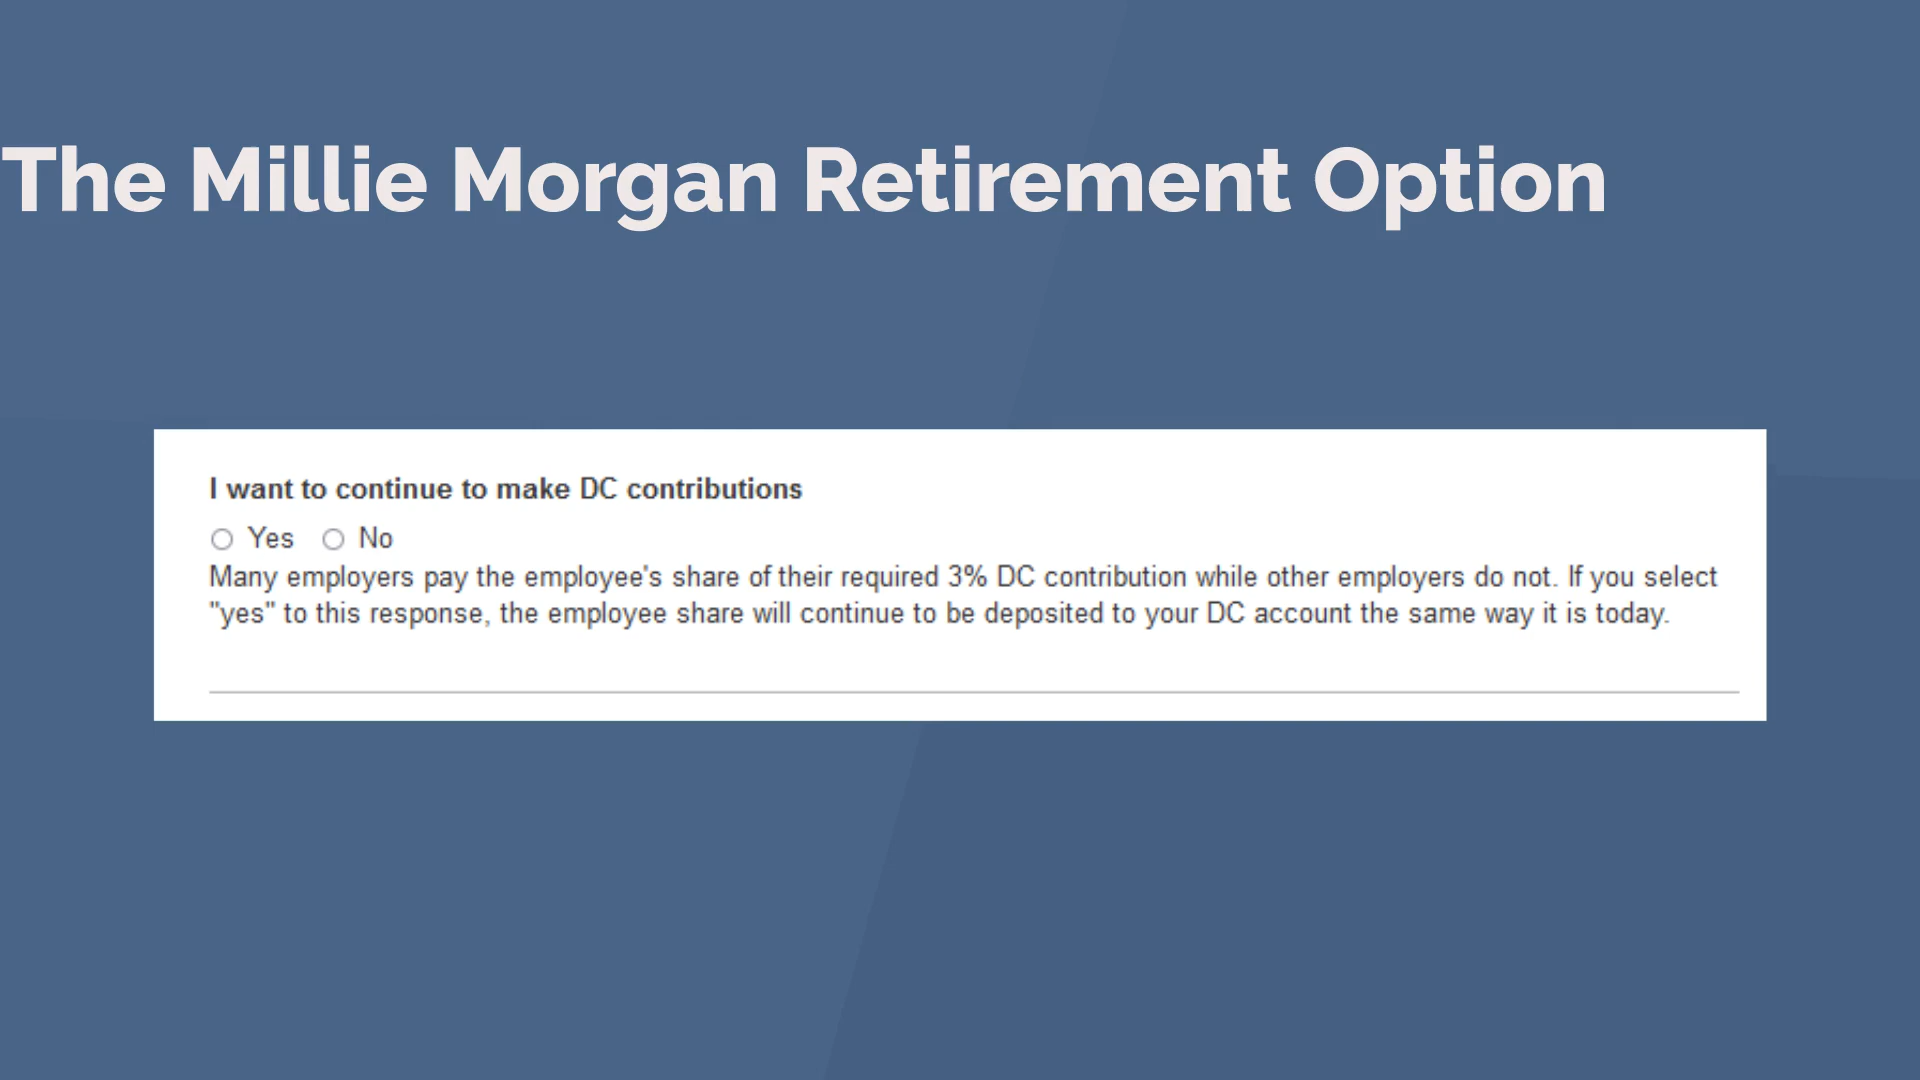 The Millie Morgan Retirement Option
I want to continue to make DC contributions
Yes No
Many employers pay the employee's share of their required 3% DC contribution while other employers do not. If you select
"yes" to this response, the employee share will continue to be deposited to your DC account the same way it is today.